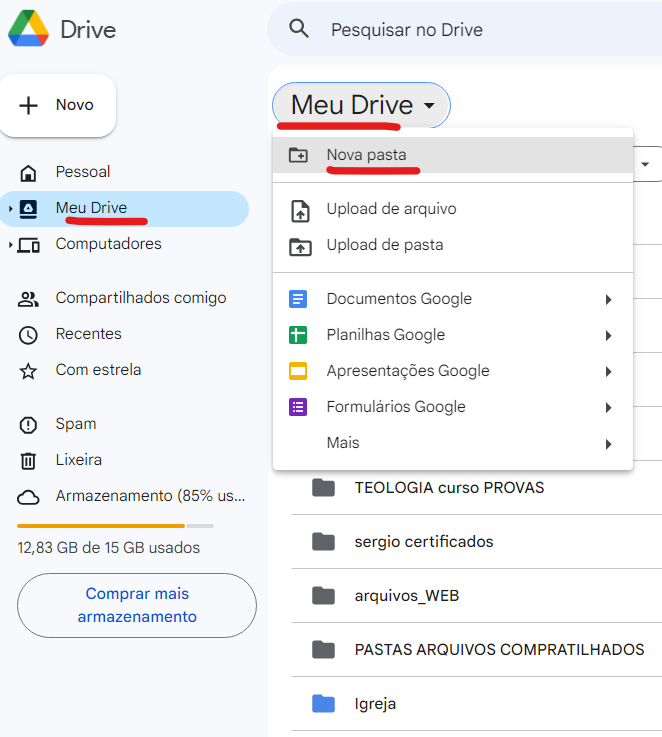 Drive
Pesquisar no Drive
Novo
Meu Drive
Nova pasta
Pessoal
Meu Drive
Computadores
Compartilhados comigo
Recentes
Com estrela
Spam
Lixeira
Armazenamento (85% us...
12,83 GB de 15 GB usados
Comprar mais
armazenamento
Upload de arquivo
Upload de pasta
Documentos Google
Planilhas Google
Apresentações Google
Formulários Google
Mais
TEOLOGIA curso PROVAS
sergio certificados
arquivos_WEB
PASTAS ARQUIVOS COMPRATILHADOS
Igreja